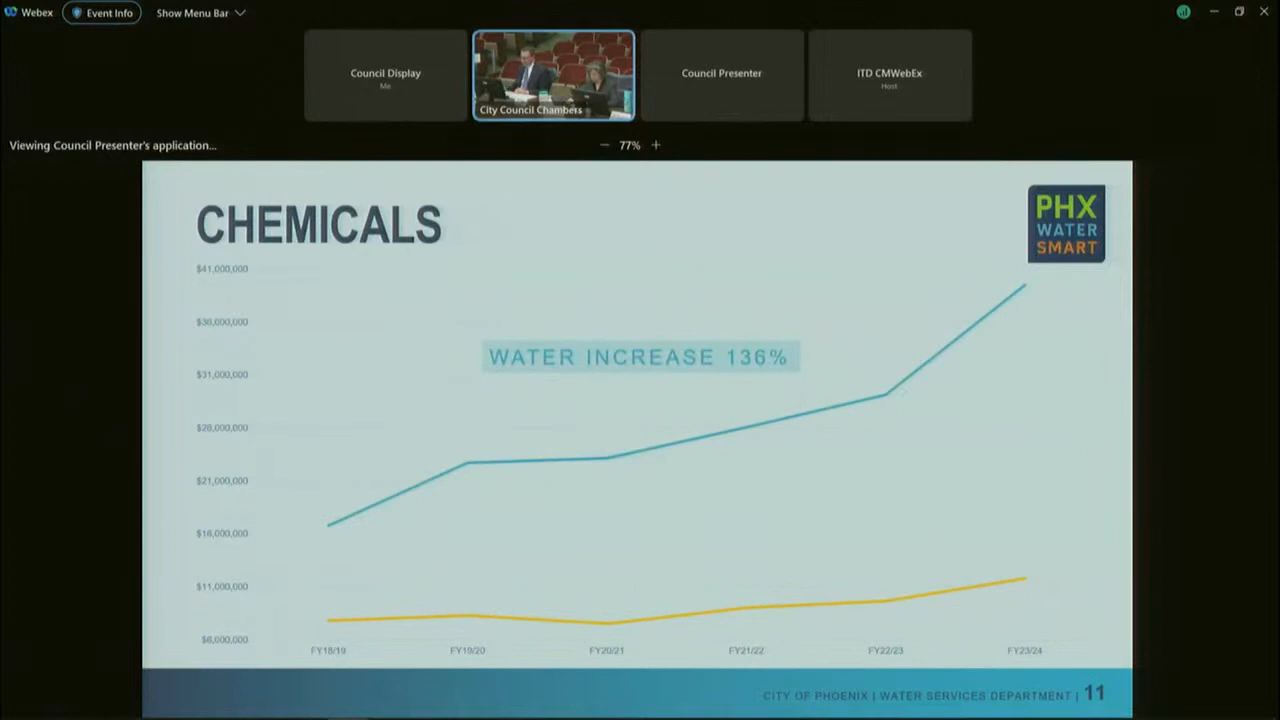 Webex
Event Info
Show Menu Bar
Council Display
Me
City Council Chambers
Council Presenter
ITD CMWebEx
Host
Viewing Council Presenter's application...
77%
CHEMICALS
PHX
WATER
SMART
$41,000,000
$36,000,000
WATER INCREASE 136%
$31,000,000
$26,000,000
$21,000,000
$16,000,000
$11,000,000
$6,000,000
FY18/19 FY19/20 FY20/21 FY21/22 FY22/23 FY23/24
CITY OF PHOENIX | WATER SERVICES DEPARTMENT | 11